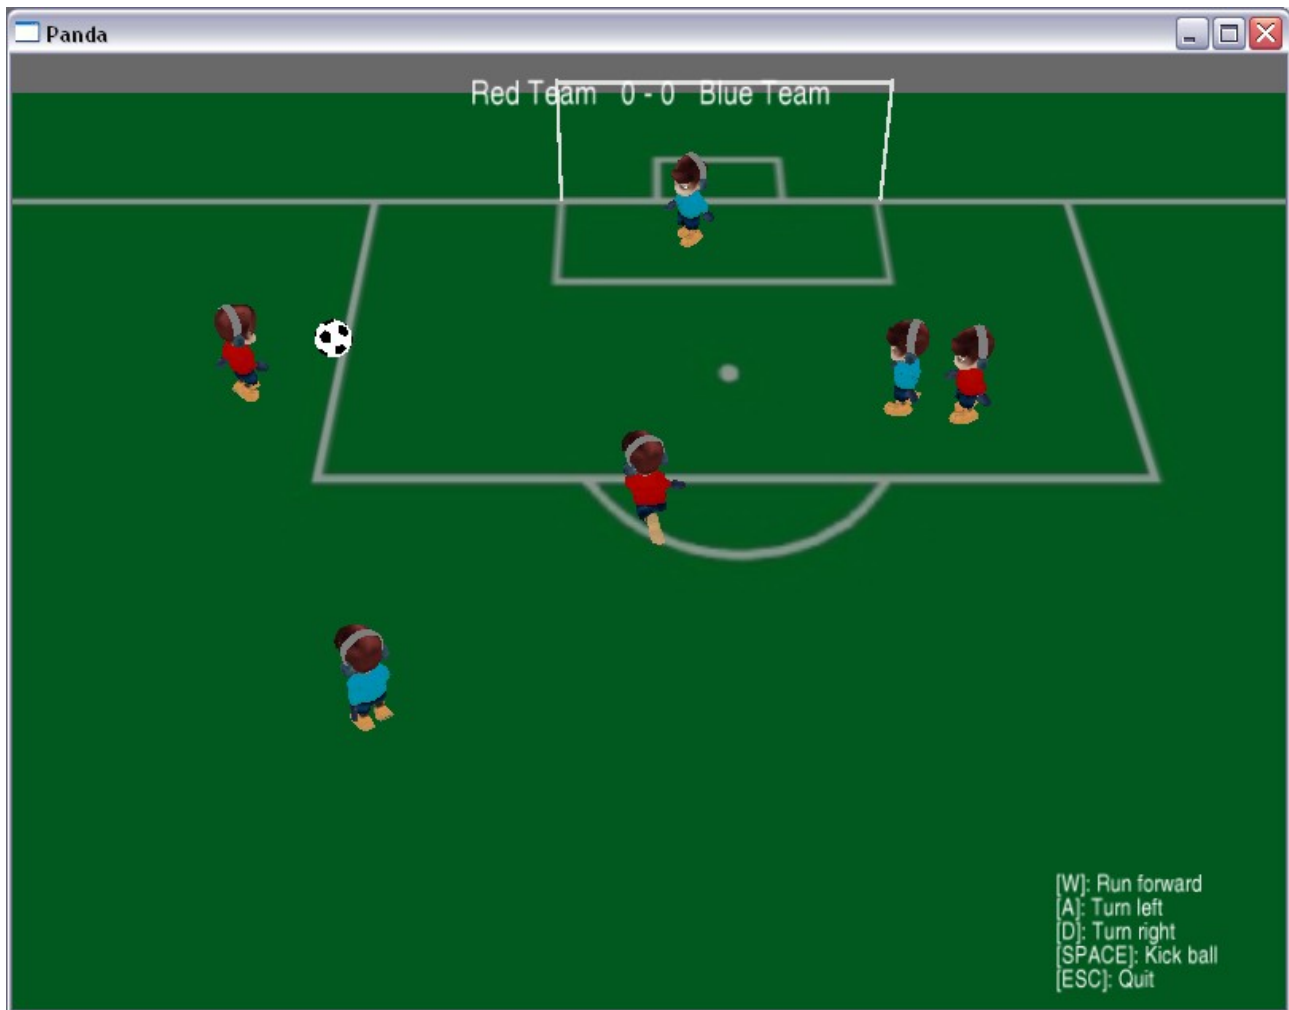 Panda
Red Team 0 - 0 Blue Team
[W]: Run forward
[A]: Turn left
[D]: Turn right
[SPACE]: Kick ball
[ESC]: Quit